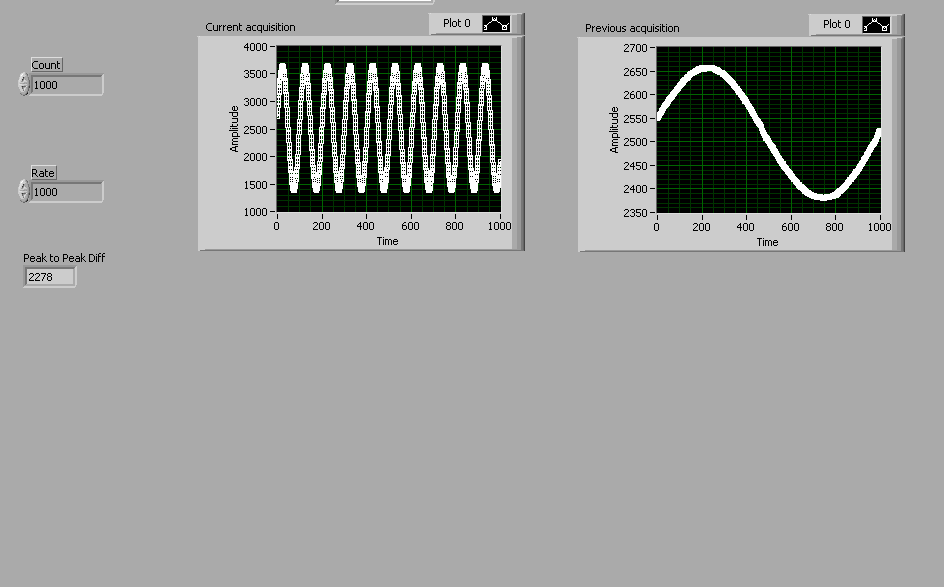 Current acquisition
Plot 0
Previous acquisition
Plot 0
Count
1000
Rate
1000
Peak to Peak Diff
2278
Amplitude
4000
3500
3000
2500
2000
1500
1000
0 200 400 600 800 1000
Time
Amplitude
2700
2650
2600
2550
2500
2450
2400
2350
0 200 400 600 800 1000
Time